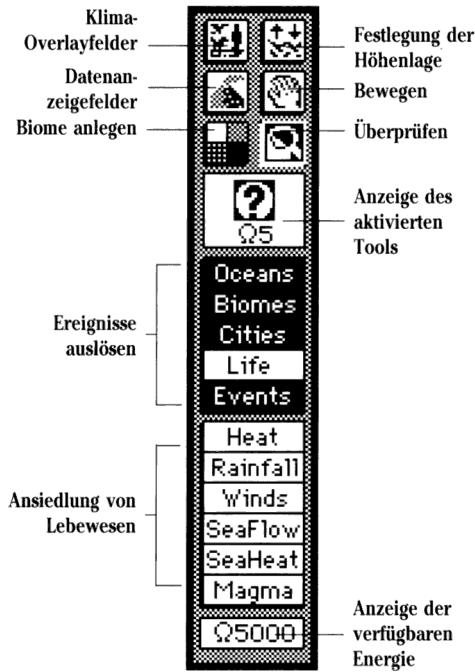 Klima-
Overlayfelder
Datenan-
zeigefelder
Biome anlegen
Festlegung der
Höhenlage
Bewegen
Überprüfen
?
Ω5
Anzeige des
aktivierten
Tools
Ereignisse
auslösen
Oceans
Biomes
Cities
Life
Events
Ansiedlung von
Lebewesen
Heat
Rainfall
Winds
SeaFlow
SeaHeat
Magma
Ω5000
Anzeige der
verfügbaren
Energie